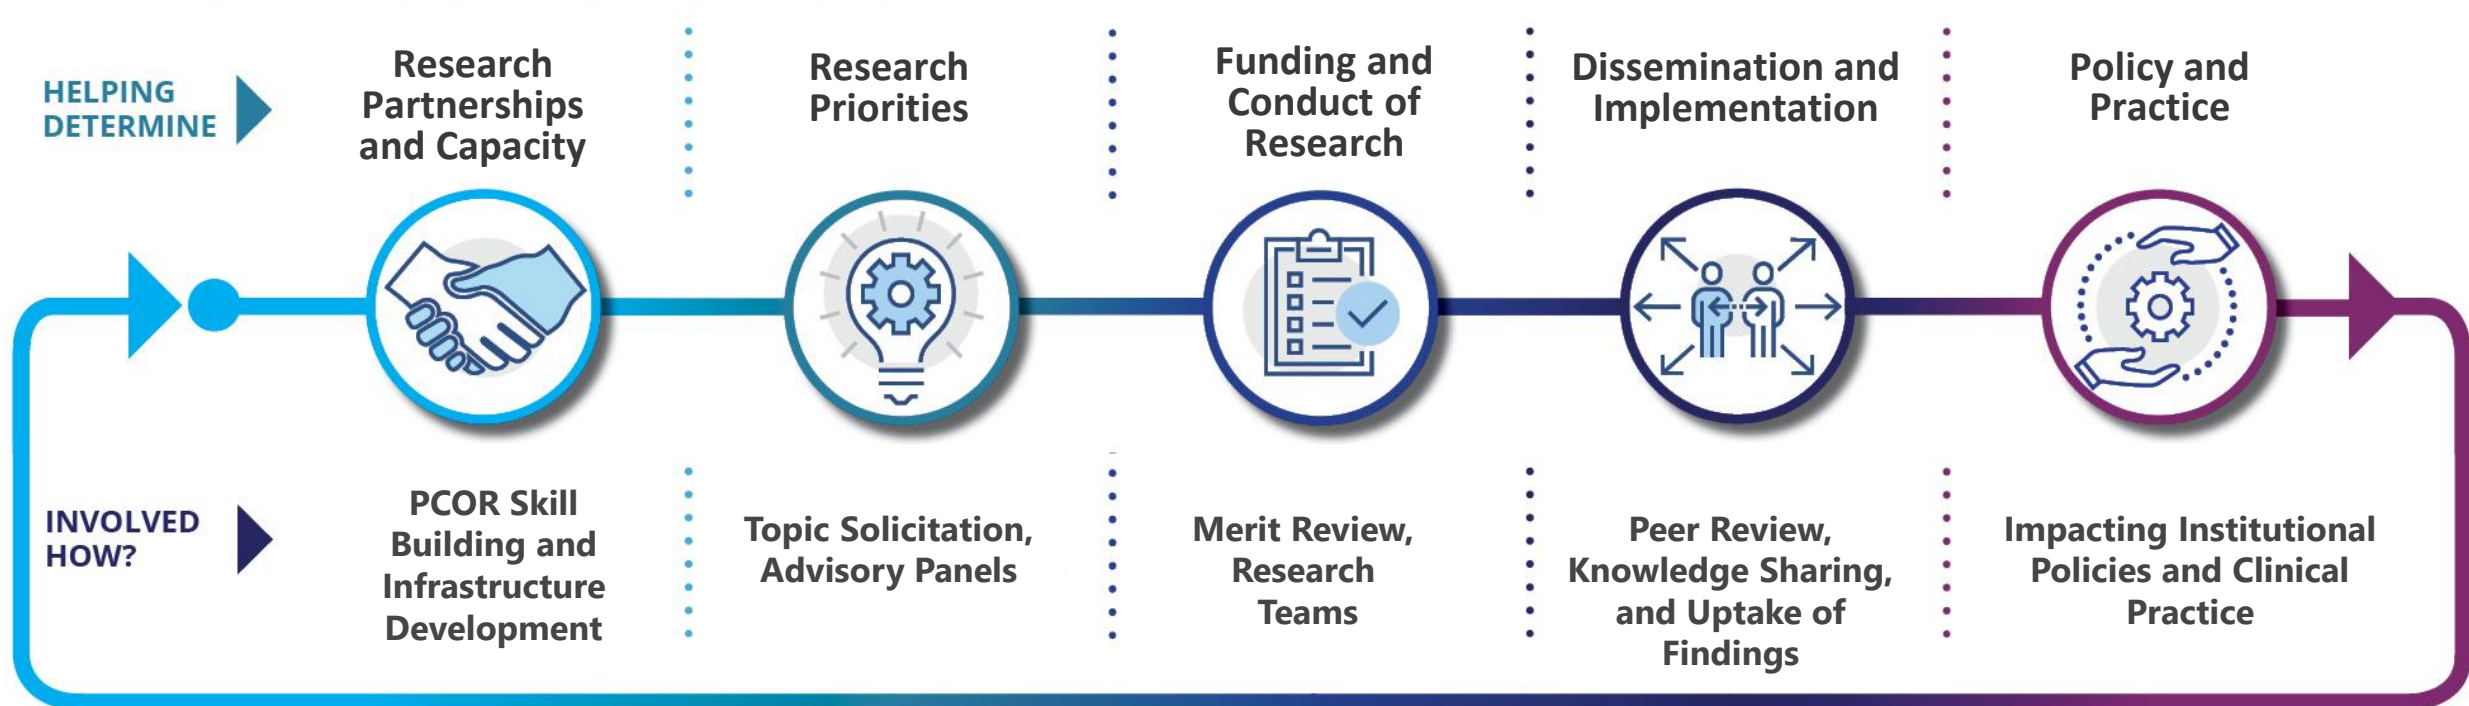 HELPING
DETERMINE
Research
Partnerships
and Capacity
Research
Priorities
Funding and
Conduct of
Research
Dissemination and
Implementation
Policy and
Practice
INVOLVED
HOW?
PCOR Skill
Building and
Infrastructure
Development
Topic Solicitation,
Advisory Panels
Merit Review,
Research
Teams
Peer Review,
Knowledge Sharing,
and Uptake of
Findings
Impacting Institutional
Policies and Clinical
Practice